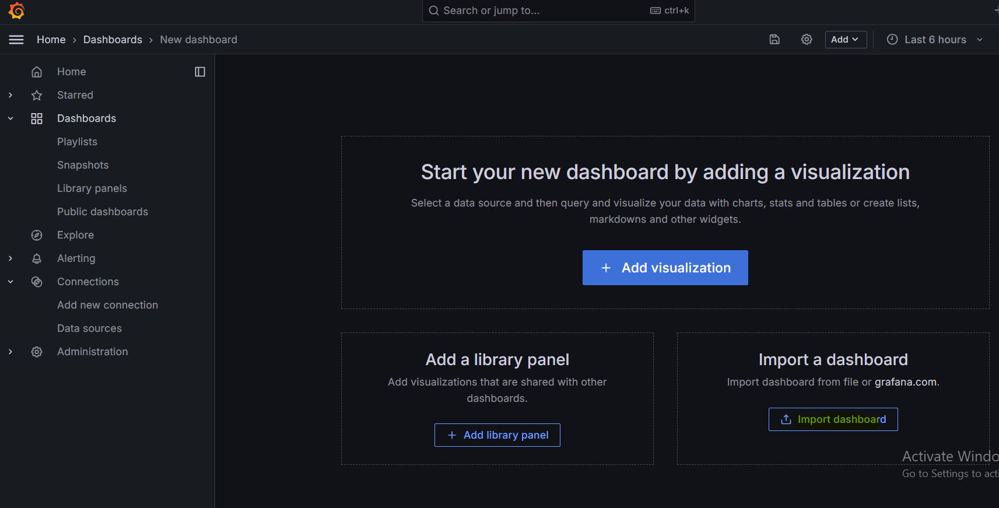 Search or jump to...
ctrl+k
Home › Dashboards › New dashboard
Add
Last 6 hours
Home
Starred
Dashboards
Playlists
Snapshots
Library panels
Public dashboards
Explore
Alerting
Connections
Add new connection
Data sources
Administration
Start your new dashboard by adding a visualization
Select a data source and then query and visualize your data with charts, stats and tables or create lists,
markdowns and other widgets.
+ Add visualization
Add a library panel
Add visualizations that are shared with other
dashboards.
+ Add library panel
Import a dashboard
Import dashboard from file or grafana.com.
Import dashboard
Activate Windo
Go to Settings to acti